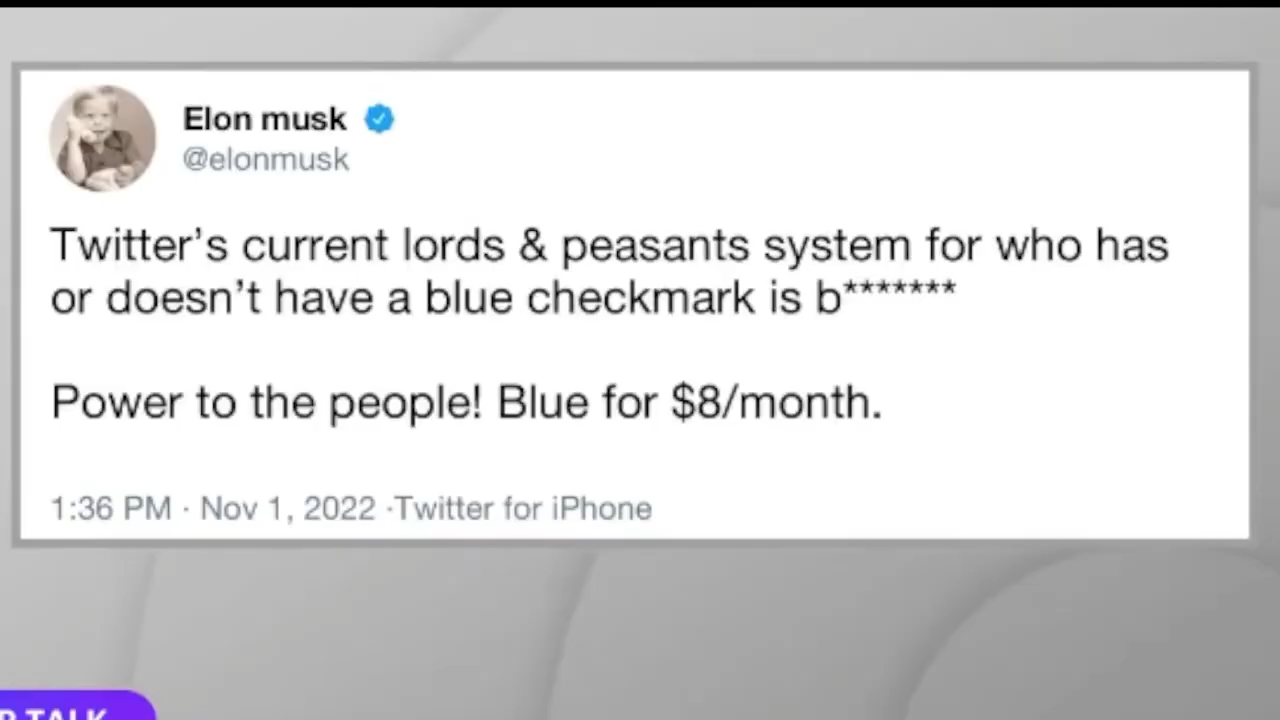 Elon musk
@elonmusk
Twitter’s current lords & peasants system for who has
or doesn’t have a blue checkmark is b*******
Power to the people! Blue for $8/month.
1:36 PM · Nov 1, 2022 ·Twitter for iPhone
TALK